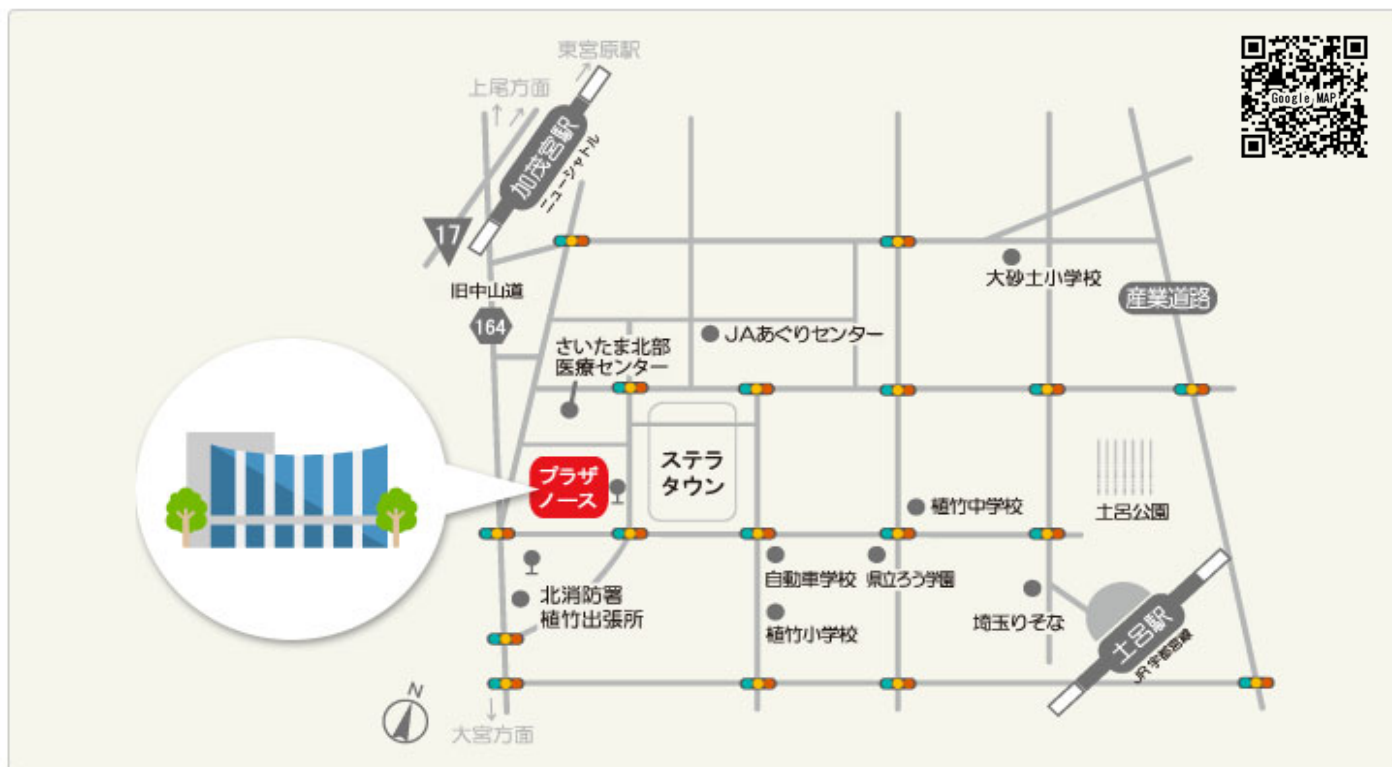 東宮原駅
上尾方面
加茂宮駅
ニューシャトル
Google MAP
17
旧中山道
164
大砂土小学校
産業道路
さいたま北部
医療センター
JAあぐりセンター
プラザ
ノース
ステラ
タウン
植竹中学校
土呂公園
自動車学校
県立ろう学園
北消防署
植竹出張所
植竹小学校
埼玉りそな
土呂駅
JR宇都宮線
N
大宮方面